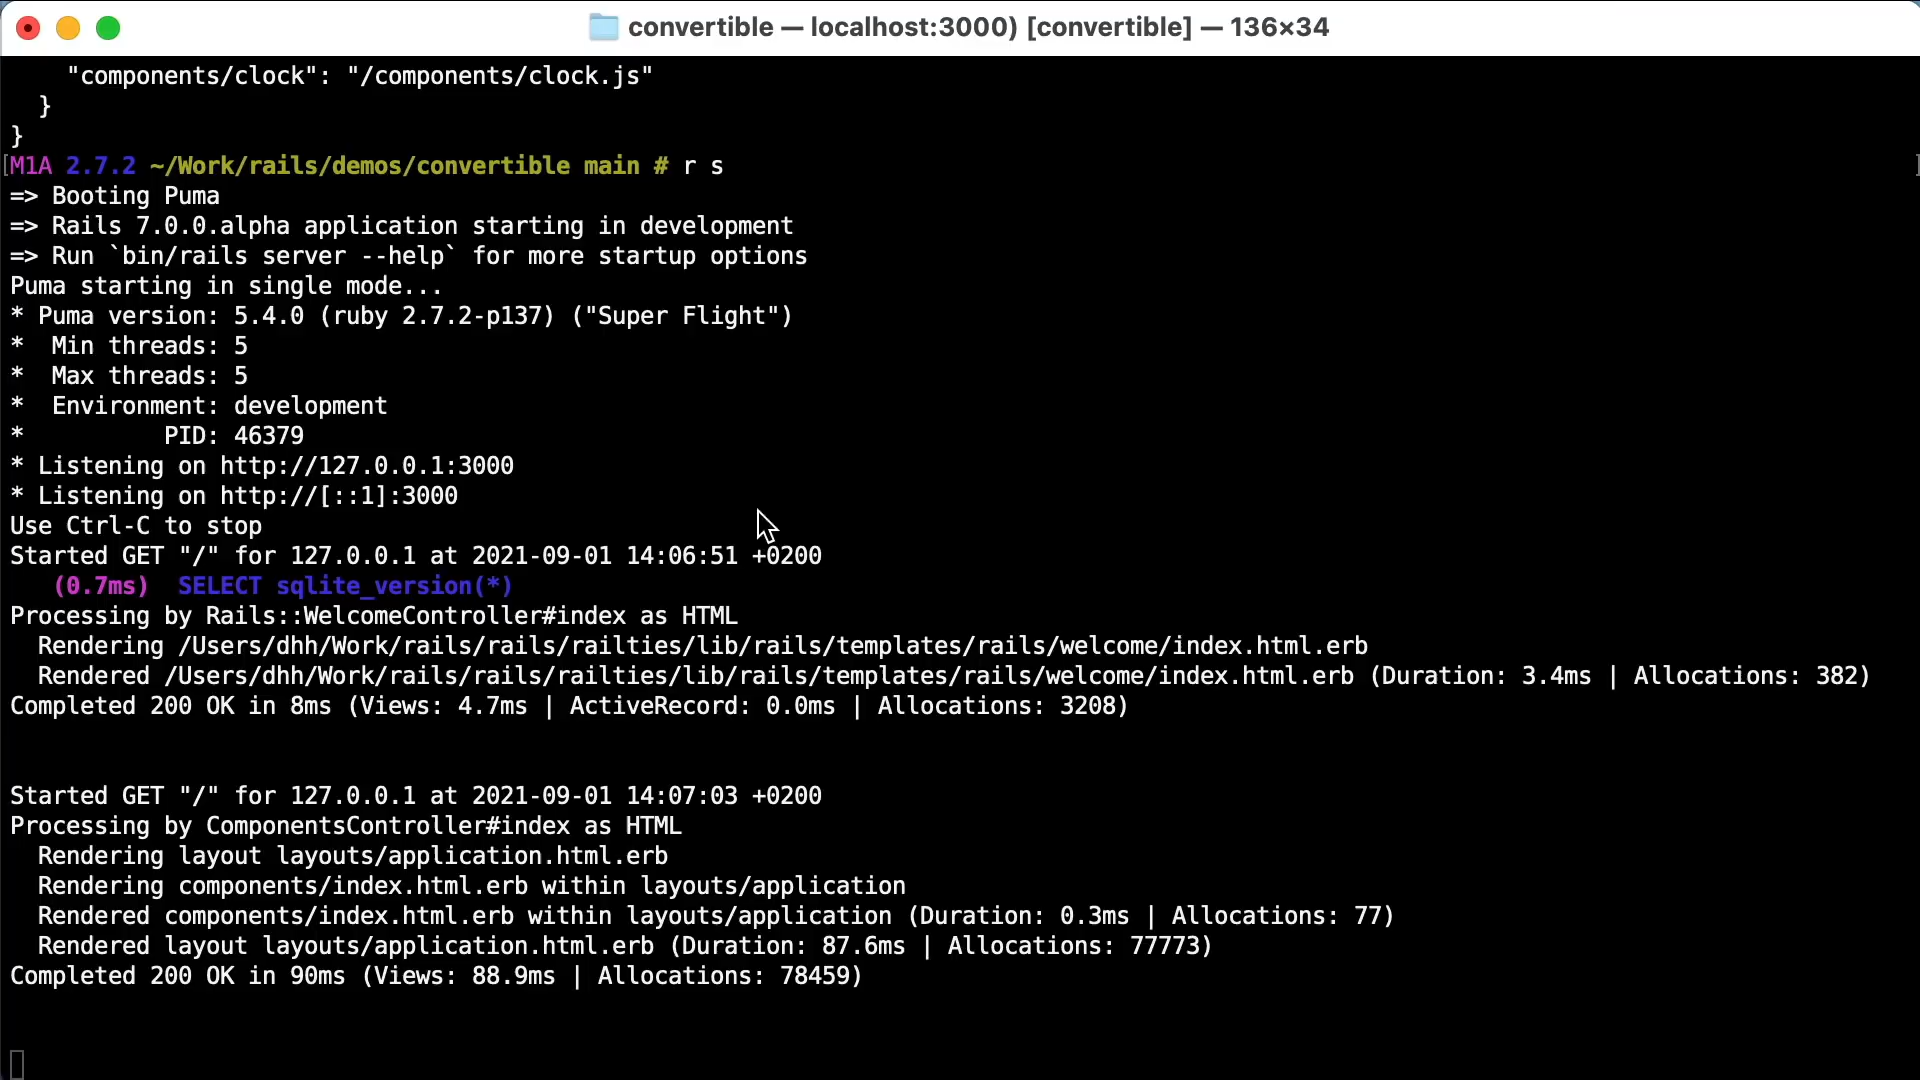 convertible — localhost:3000) [convertible] — 136×34
    "components/clock": "/components/clock.js"
  }
}
[M1A 2.7.2 ~/Work/rails/demos/convertible main # r s ]
=> Booting Puma
=> Rails 7.0.0.alpha application starting in development
=> Run `bin/rails server --help` for more startup options
Puma starting in single mode...
* Puma version: 5.4.0 (ruby 2.7.2-p137) ("Super Flight")
*  Min threads: 5
*  Max threads: 5
*  Environment: development
*          PID: 46379
* Listening on http://127.0.0.1:3000
* Listening on http://[::1]:3000
Use Ctrl-C to stop
Started GET "/" for 127.0.0.1 at 2021-09-01 14:06:51 +0200
   (0.7ms)  SELECT sqlite_version(*)
Processing by Rails::WelcomeController#index as HTML
  Rendering /Users/dhh/Work/rails/rails/railties/lib/rails/templates/rails/welcome/index.html.erb
  Rendered /Users/dhh/Work/rails/rails/railties/lib/rails/templates/rails/welcome/index.html.erb (Duration: 3.4ms | Allocations: 382)
Completed 200 OK in 8ms (Views: 4.7ms | ActiveRecord: 0.0ms | Allocations: 3208)
Started GET "/" for 127.0.0.1 at 2021-09-01 14:07:03 +0200
Processing by ComponentsController#index as HTML
  Rendering layout layouts/application.html.erb
  Rendering components/index.html.erb within layouts/application
  Rendered components/index.html.erb within layouts/application (Duration: 0.3ms | Allocations: 77)
  Rendered layout layouts/application.html.erb (Duration: 87.6ms | Allocations: 77773)
Completed 200 OK in 90ms (Views: 88.9ms | Allocations: 78459)